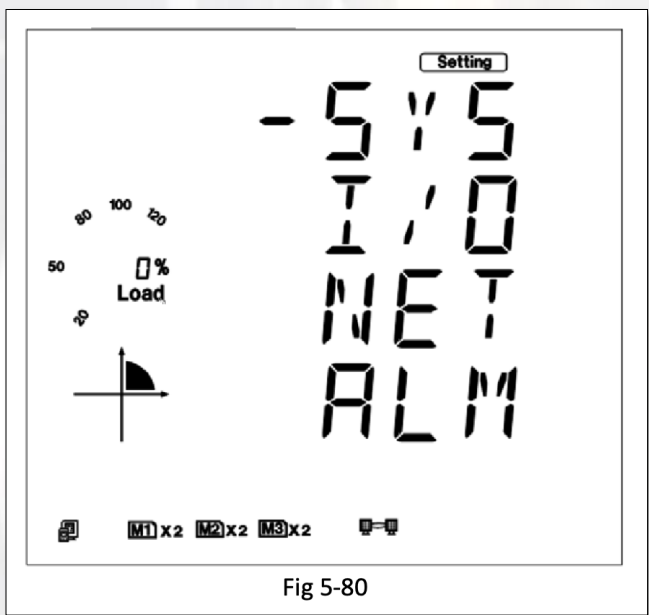 Setting
- SYS
I/O
NET
ALM
80 100 120
50 0%
Load
20
M1 X2 M2 X2 M3 X2
Fig 5-80